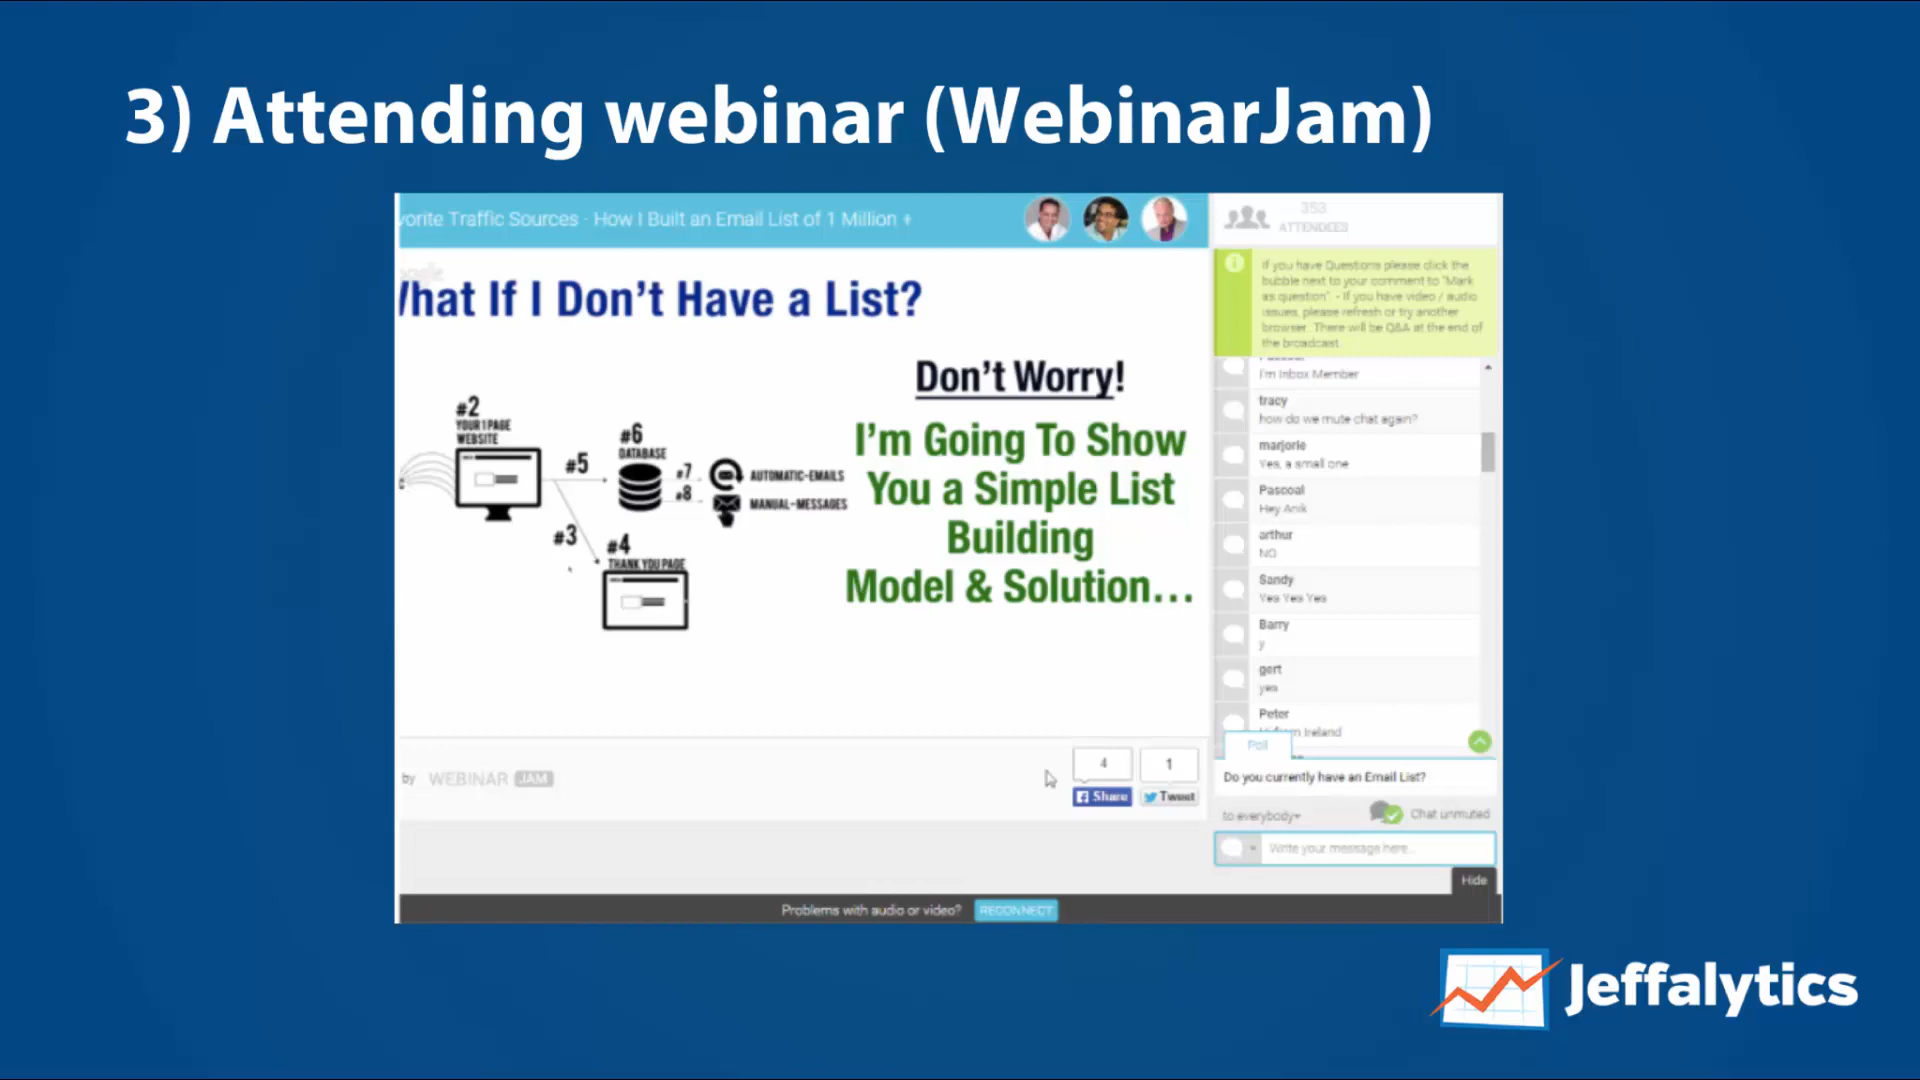 3) Attending webinar (WebinarJam)
vorite Traffic Sources - How I Built an Email List of 1 Million +
353
ATTENDEES
What If I Don't Have a List?
If you have Questions please click the
bubble next to your comment to "Mark
as question". - If you have video / audio
issues, please refresh or try another
browser. There will be Q&A at the end of
the broadcast.
Don't Worry!
I'm Going To Show
You a Simple List
Building
Model & Solution...
#2
YOUR 1 PAGE
WEBSITE
#5
#6
DATABASE
#7
AUTOMATIC-EMAILS
#8
MANUAL-MESSAGES
#3
#4
THANK YOU PAGE
I'm Inbox Member
tracy
how do we mute chat again?
marjorie
Yes, a small one
Pascoal
Hey Anik
arthur
NO
Sandy
Yes Yes Yes
Barry
y
gert
yes
Peter
Ireland
Poll
Do you currently have an Email List?
to everybody
Chat unmuted
Write your message here...
Hide
by WEBINAR JAM
4
1
Share
Tweet
Problems with audio or video? RECONNECT
Jeffalytics